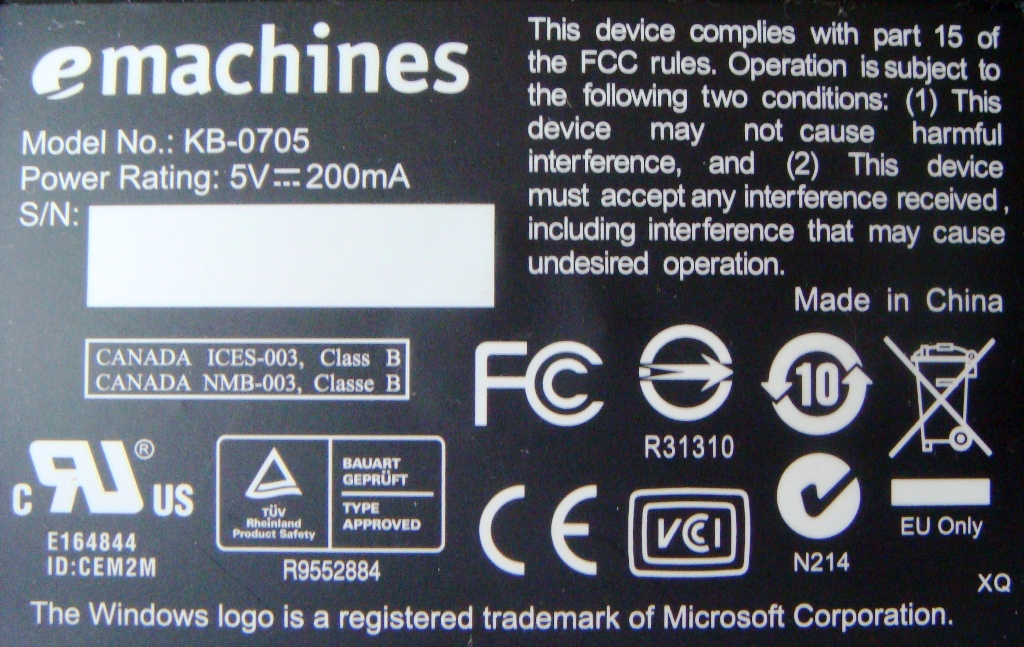 emachines
Model No.: KB-0705
Power Rating: 5V⎓200mA
S/N:
This device complies with part 15 of
the FCC rules. Operation is subject to
the following two conditions: (1) This
device may not cause harmful
interference, and (2) This device
must accept any interference received,
including interference that may cause
undesired operation.
Made in China
CANADA ICES-003, Class B
CANADA NMB-003, Classe B
FC
R31310
10
C RU ® US
E164844
ID:CEM2M
TÜV
Rheinland
Product Safety
BAUART
GEPRÜFT
TYPE
APPROVED
R9552884
CE
VCI
N214
EU Only
XQ
The Windows logo is a registered trademark of Microsoft Corporation.